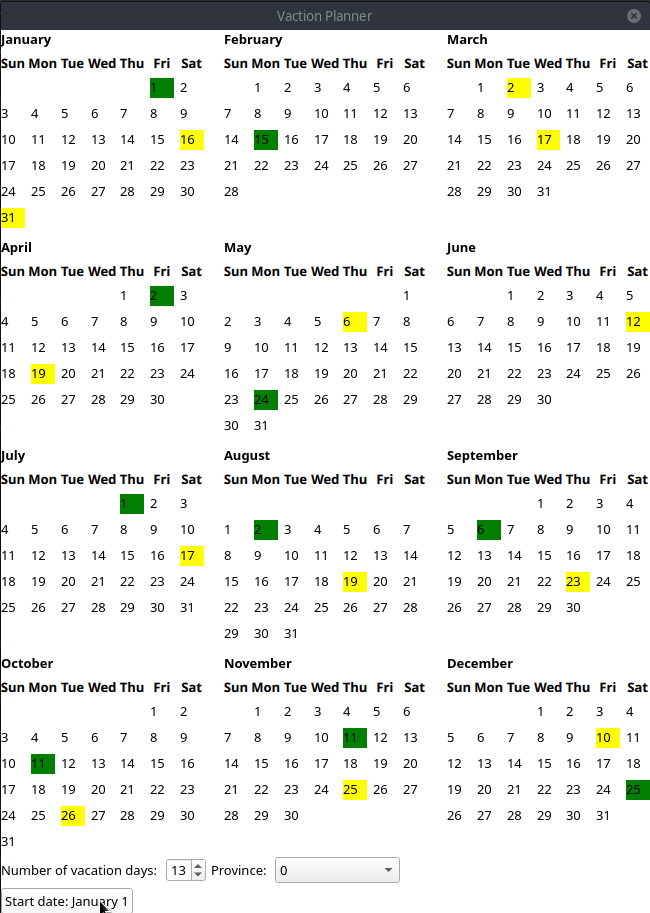 Vaction Planner
January February March
Sun Mon Tue Wed Thu Fri Sat Sun Mon Tue Wed Thu Fri Sat Sun Mon Tue Wed Thu Fri Sat
1 2 1 2 3 4 5 6 1 2 3 4 5 6
3 4 5 6 7 8 9 7 8 9 10 11 12 13 7 8 9 10 11 12 13
10 11 12 13 14 15 16 14 15 16 17 18 19 20 14 15 16 17 18 19 20
17 18 19 20 21 22 23 21 22 23 24 25 26 27 21 22 23 24 25 26 27
24 25 26 27 28 29 30 28 28 29 30 31
31
April May June
Sun Mon Tue Wed Thu Fri Sat Sun Mon Tue Wed Thu Fri Sat Sun Mon Tue Wed Thu Fri Sat
1 2 3 1 1 2 3 4 5
4 5 6 7 8 9 10 2 3 4 5 6 7 8 6 7 8 9 10 11 12
11 12 13 14 15 16 17 9 10 11 12 13 14 15 13 14 15 16 17 18 19
18 19 20 21 22 23 24 16 17 18 19 20 21 22 20 21 22 23 24 25 26
25 26 27 28 29 30 23 24 25 26 27 28 29 27 28 29 30
30 31
July August September
Sun Mon Tue Wed Thu Fri Sat Sun Mon Tue Wed Thu Fri Sat Sun Mon Tue Wed Thu Fri Sat
1 2 3 1 2 3 4
4 5 6 7 8 9 10 1 2 3 4 5 6 7 5 6 7 8 9 10 11
11 12 13 14 15 16 17 8 9 10 11 12 13 14 12 13 14 15 16 17 18
18 19 20 21 22 23 24 15 16 17 18 19 20 21 19 20 21 22 23 24 25
25 26 27 28 29 30 31 22 23 24 25 26 27 28 26 27 28 29 30
29 30 31
October November December
Sun Mon Tue Wed Thu Fri Sat Sun Mon Tue Wed Thu Fri Sat Sun Mon Tue Wed Thu Fri Sat
1 2 1 2 3 4 5 6 1 2 3 4
3 4 5 6 7 8 9 7 8 9 10 11 12 13 5 6 7 8 9 10 11
10 11 12 13 14 15 16 14 15 16 17 18 19 20 12 13 14 15 16 17 18
17 18 19 20 21 22 23 21 22 23 24 25 26 27 19 20 21 22 23 24 25
24 25 26 27 28 29 30 28 29 30 26 27 28 29 30 31
31
Number of vacation days: 13 Province: 0
Start date: January 1